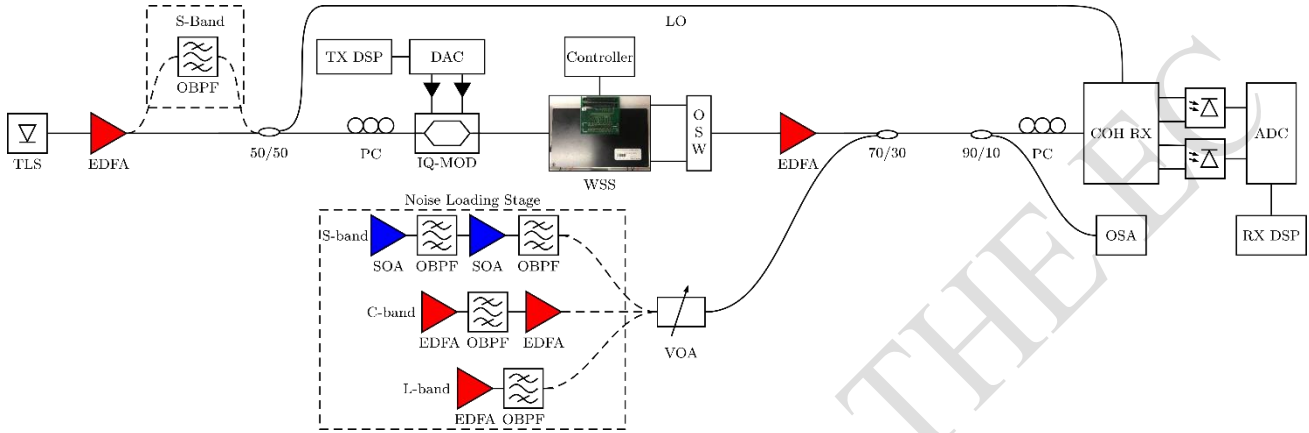 S-Band
OBPF
LO
TX DSP
DAC
Controller
TLS
EDFA
50/50
PC
IQ-MOD
WSS
O
S
W
EDFA
70/30
90/10
PC
COH RX
ADC
OSA
RX DSP
Noise Loading Stage
S-band
SOA
OBPF
SOA
OBPF
C-band
EDFA
OBPF
EDFA
VOA
L-band
EDFA
OBPF
THE EC